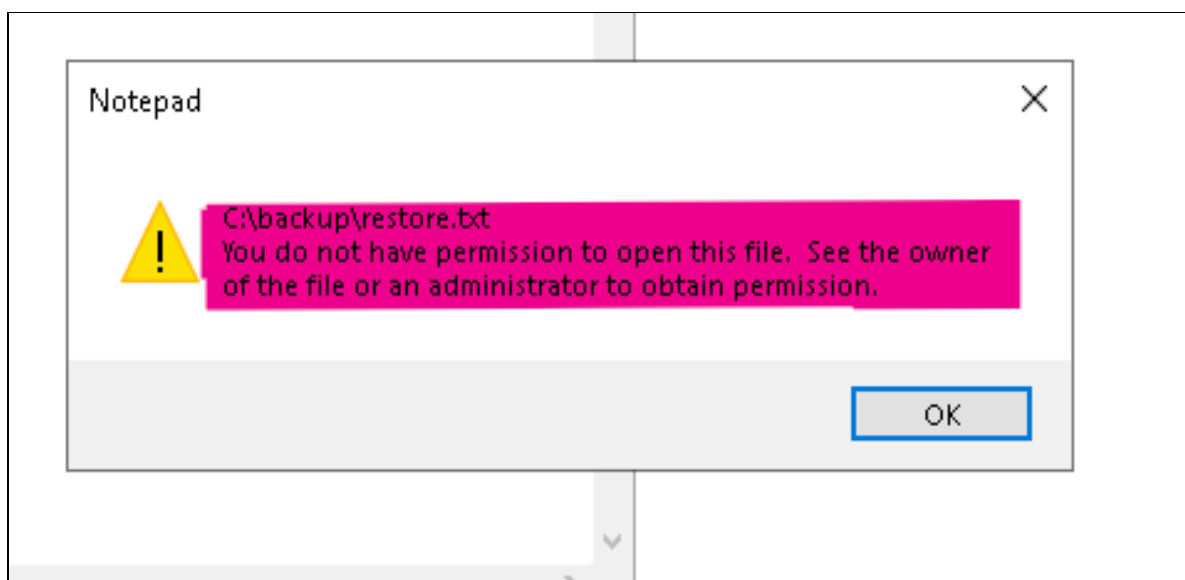 Notepad
C:\backup\restore.txt
You do not have permission to open this file.  See the owner
of the file or an administrator to obtain permission.
OK